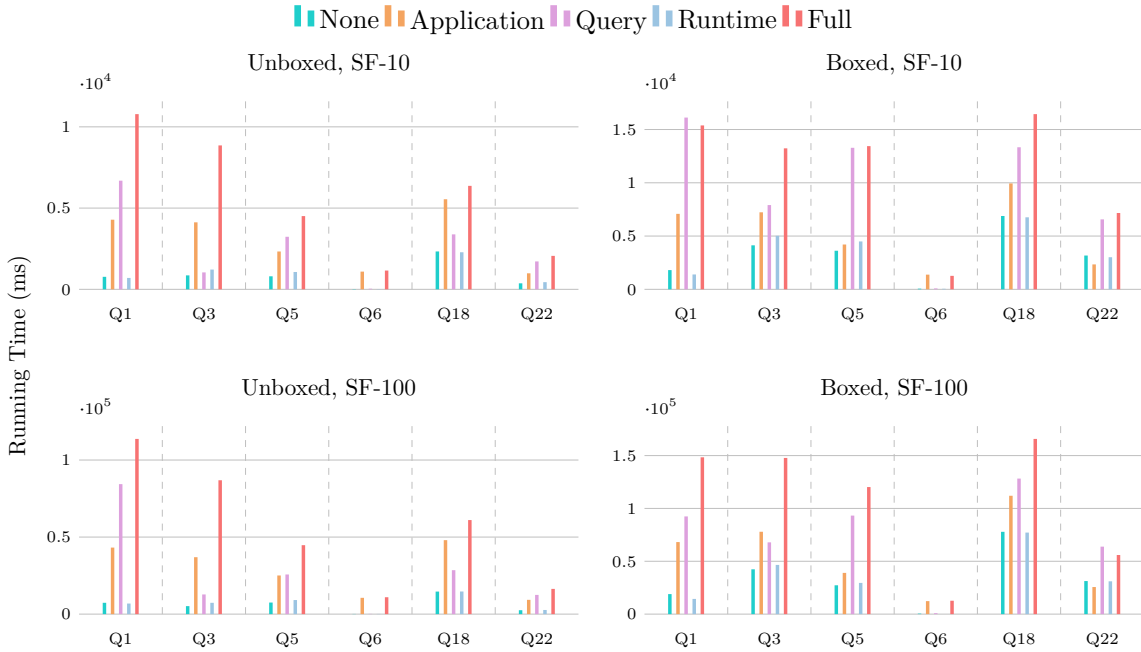 None Application Query Runtime Full
Unboxed, SF-10
·10⁴
1
0.5
0
Q1 Q3 Q5 Q6 Q18 Q22
Boxed, SF-10
·10⁴
1.5
1
0.5
0
Q1 Q3 Q5 Q6 Q18 Q22
Running Time (ms)
Unboxed, SF-100
·10⁵
1
0.5
0
Q1 Q3 Q5 Q6 Q18 Q22
Boxed, SF-100
·10⁵
1.5
1
0.5
0
Q1 Q3 Q5 Q6 Q18 Q22